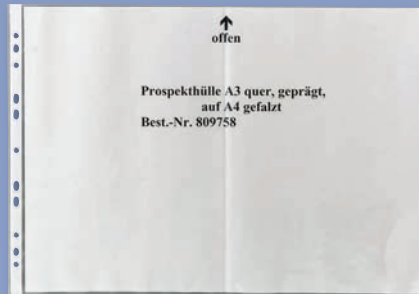 offen
Prospekthülle A3 quer, geprägt,
auf A4 gefalzt
Best.-Nr. 809758